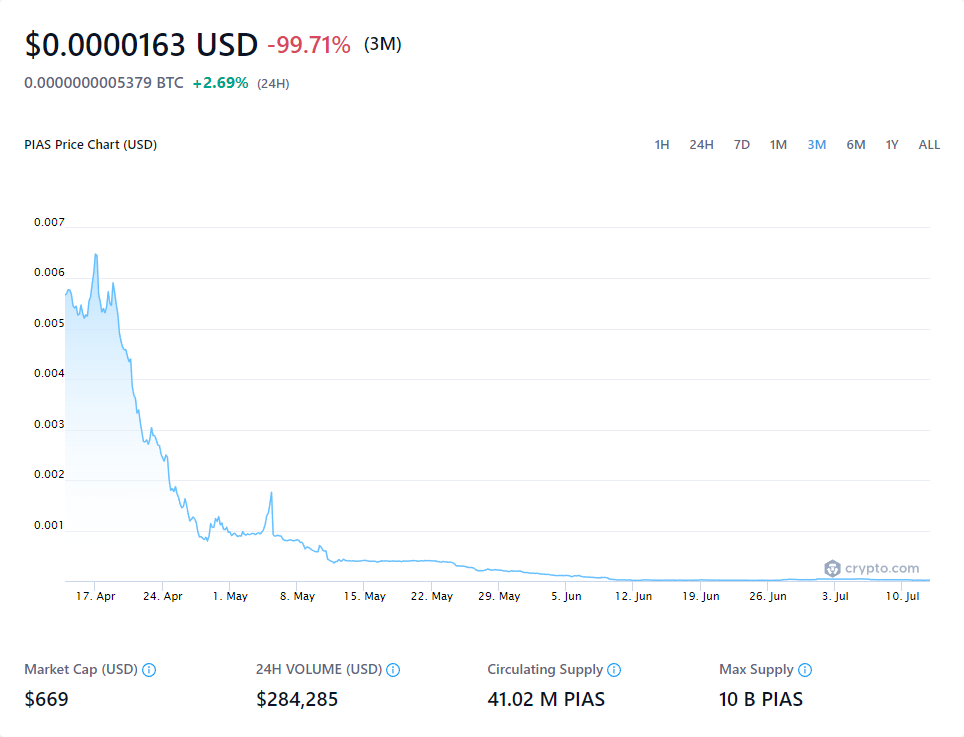 $0.0000163 USD -99.71% (3M)
0.0000000005379 BTC +2.69% (24H)
PIAS Price Chart (USD) 1H 24H 7D 1M 3M 6M 1Y ALL
0.007
0.006
0.005
0.004
0.003
0.002
0.001
crypto.com
17. Apr 24. Apr 1. May 8. May 15. May 22. May 29. May 5. Jun 12. Jun 19. Jun 26. Jun 3. Jul 10. Jul
Market Cap (USD) 24H VOLUME (USD) Circulating Supply Max Supply
$669 $284,285 41.02 M PIAS 10 B PIAS